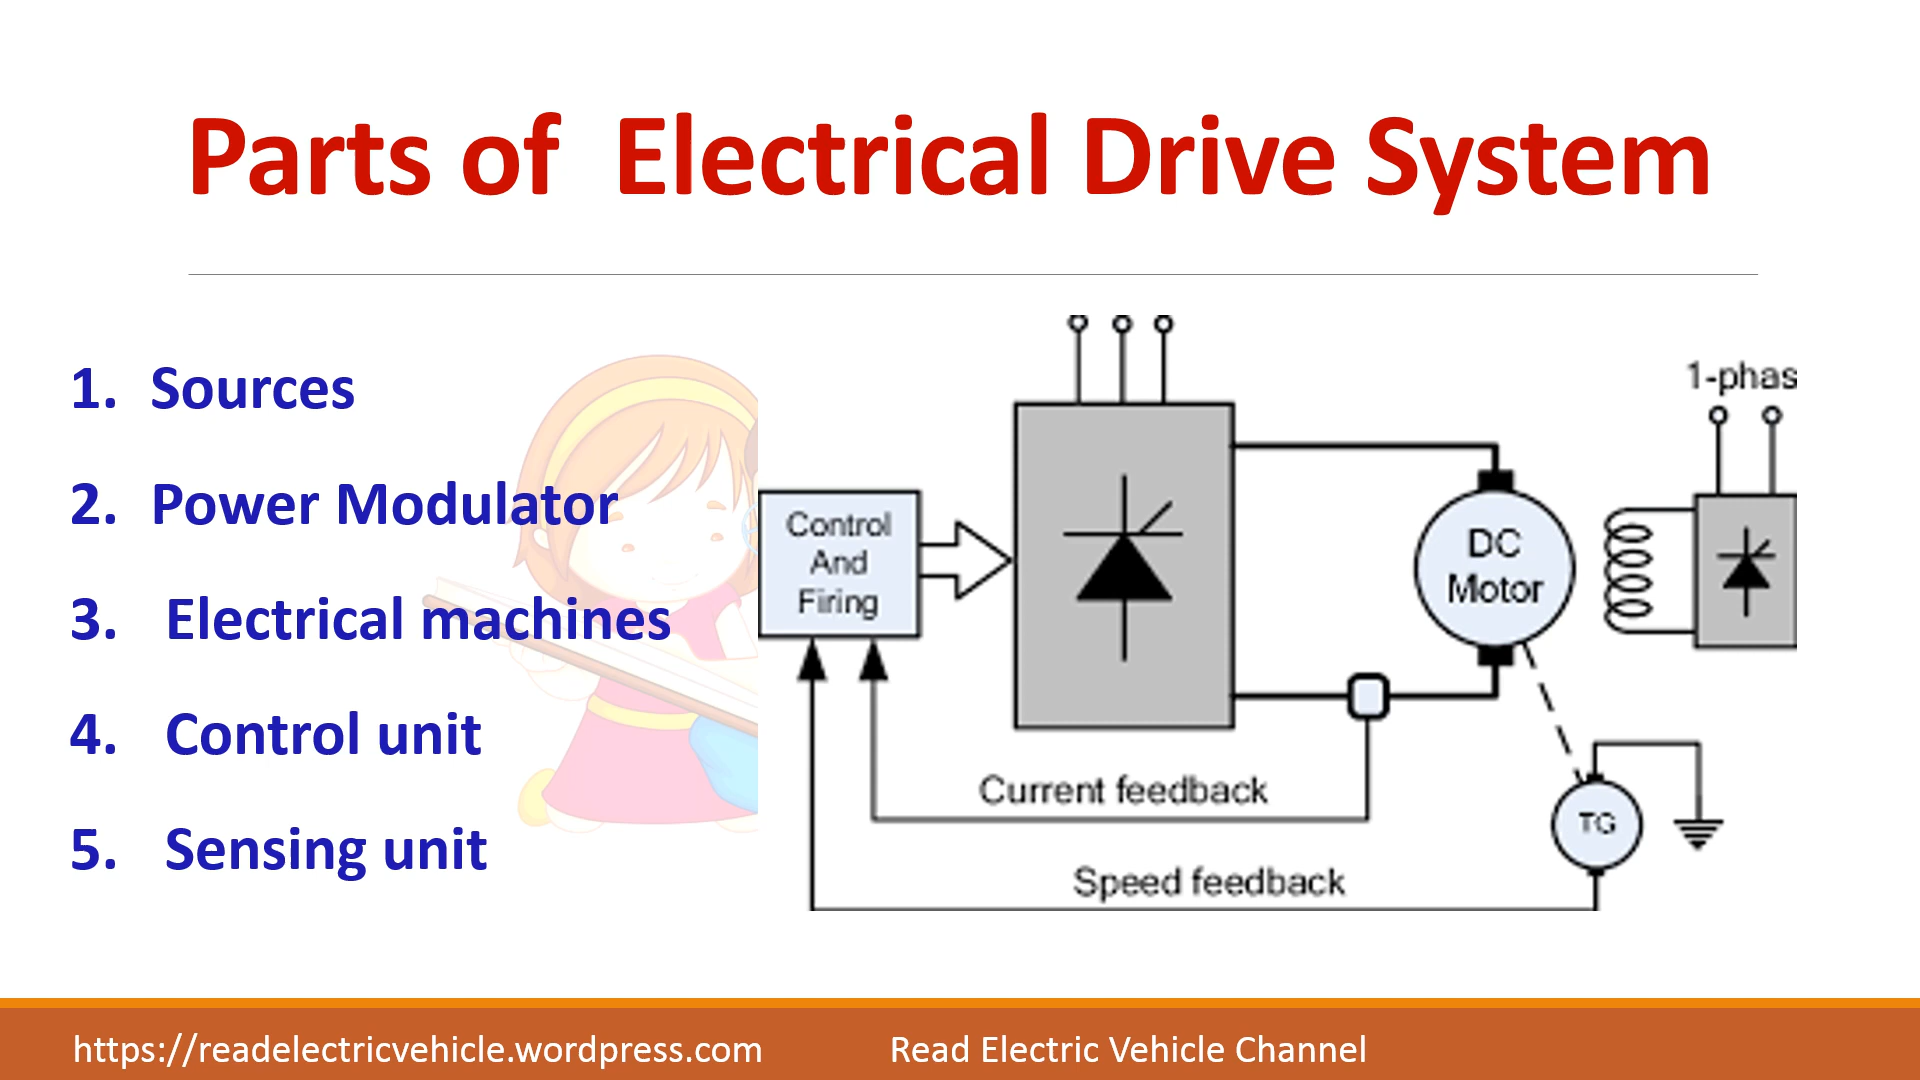 Parts of Electrical Drive System
1. Sources
2. Power Modulator
3. Electrical machines
4. Control unit
5. Sensing unit
1-phas
Control
And
Firing
DC
Motor
Current feedback
TG
Speed feedback
https://readelectricvehicle.wordpress.com
Read Electric Vehicle Channel